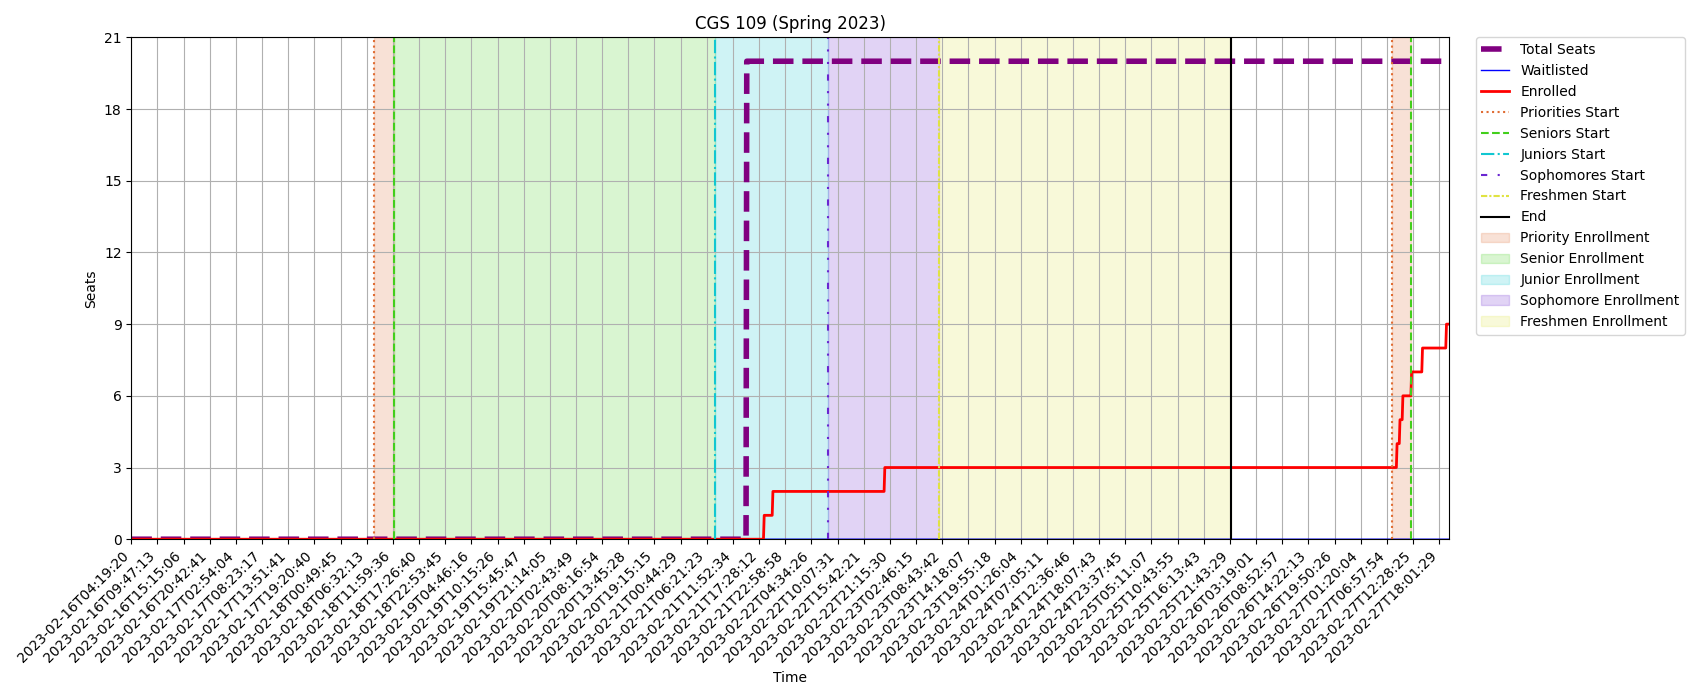 CGS 109 (Spring 2023)
21
18
15
12
9
6
3
0
Seats
2023-02-16T04:19:20
2023-02-16T09:47:13
2023-02-16T15:15:06
2023-02-16T20:42:41
2023-02-17T02:54:04
2023-02-17T08:23:17
2023-02-17T13:51:41
2023-02-17T19:20:40
2023-02-18T00:49:45
2023-02-18T06:32:13
2023-02-18T11:59:36
2023-02-18T17:26:40
2023-02-18T22:53:45
2023-02-19T04:46:16
2023-02-19T10:15:26
2023-02-19T15:45:47
2023-02-19T21:14:05
2023-02-20T02:43:49
2023-02-20T08:16:54
2023-02-20T13:45:28
2023-02-20T19:15:15
2023-02-21T00:44:29
2023-02-21T06:21:23
2023-02-21T11:52:34
2023-02-21T17:28:12
2023-02-21T22:58:58
2023-02-22T04:34:26
2023-02-22T10:07:31
2023-02-22T15:42:21
2023-02-22T21:15:30
2023-02-23T02:46:15
2023-02-23T08:43:42
2023-02-23T14:18:07
2023-02-23T19:55:18
2023-02-24T01:26:04
2023-02-24T07:05:11
2023-02-24T12:36:46
2023-02-24T18:07:43
2023-02-24T23:37:45
2023-02-25T05:11:07
2023-02-25T10:43:55
2023-02-25T16:13:43
2023-02-25T21:43:29
2023-02-26T03:19:01
2023-02-26T08:52:57
2023-02-26T14:22:13
2023-02-26T19:50:26
2023-02-27T01:20:04
2023-02-27T06:57:54
2023-02-27T12:28:25
2023-02-27T18:01:29
Time
Total Seats
Waitlisted
Enrolled
Priorities Start
Seniors Start
Juniors Start
Sophomores Start
Freshmen Start
End
Priority Enrollment
Senior Enrollment
Junior Enrollment
Sophomore Enrollment
Freshmen Enrollment